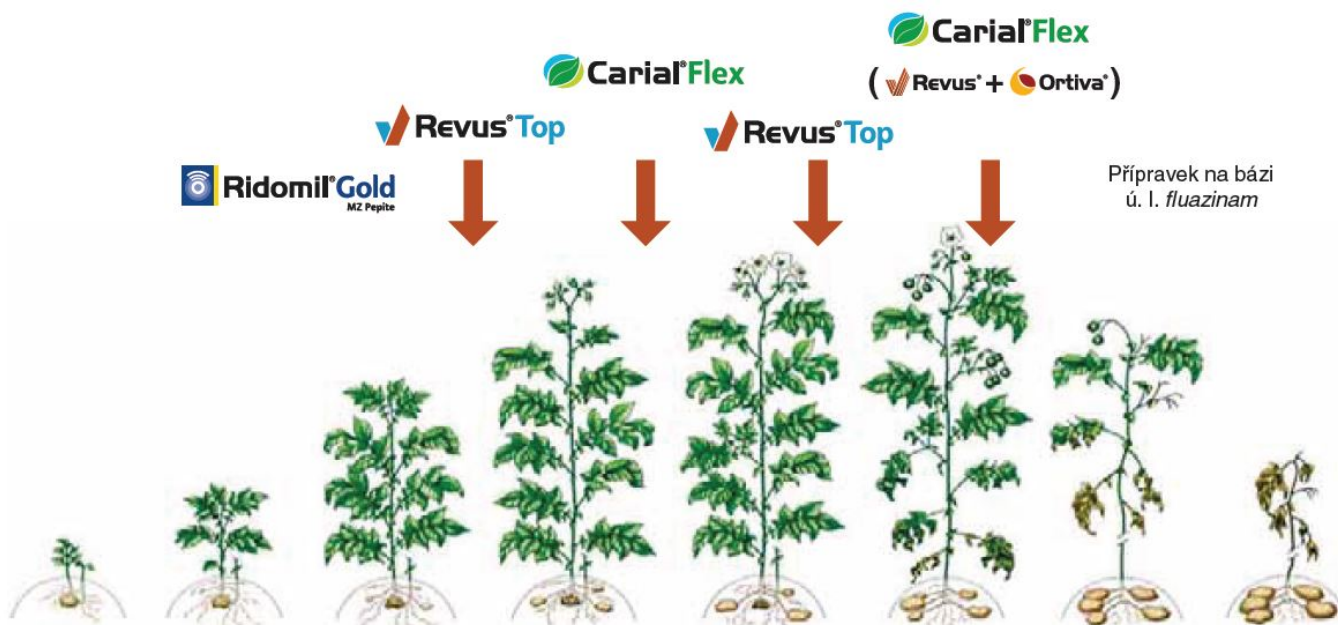 Carial®Flex
( Revus® + Ortiva® )
Carial®Flex
Revus®Top
Revus®Top
Ridomil®Gold
MZ Pepite
Přípravek na bázi
ú. l. fluazinam